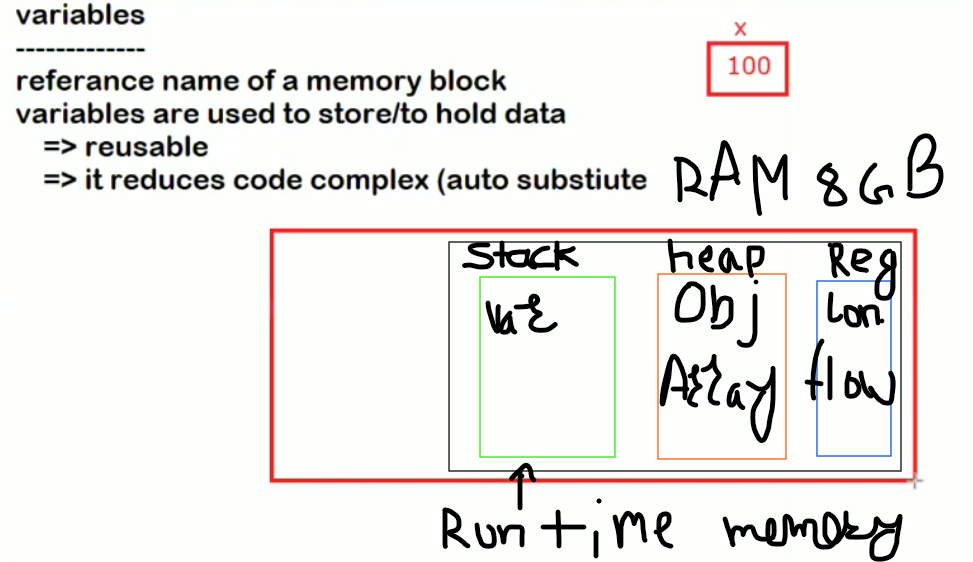 variables
-------------
referance name of a memory block
variables are used to store/to hold data
=> reusable
=> it reduces code complex (auto substiute
x
100
RAM 8GB
Stack
Var
heap
Obj
Array
Reg
Con
flow
Runtime memory